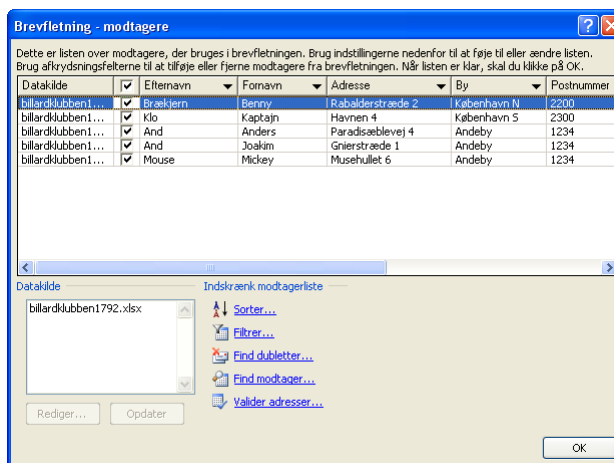 Brevfletning - modtagere
Dette er listen over modtagere, der bruges i brevfletningen. Brug indstillingerne nedenfor til at føje til eller ændre listen.
Brug afkrydsningsfelterne til at tilføje eller fjerne modtagere fra brevfletningen. Når listen er klar, skal du klikke på OK.
Datakilde Efternavn Fornavn Adresse By Postnummer
billardklubben1... Brækjern Benny Rabalderstræde 2 København N 2200
billardklubben1... Klo Kaptajn Havnen 4 København S 2300
billardklubben1... And Anders Paradisæblevej 4 Andeby 1234
billardklubben1... And Joakim Gnierstræde 1 Andeby 1234
billardklubben1... Mouse Mickey Musehullet 6 Andeby 1234
Datakilde Indskrænk modtagerliste
billardklubben1792.xlsx
Sorter...
Filtrer...
Find dubletter...
Find modtager...
Valider adresser...
Rediger... Opdater
OK